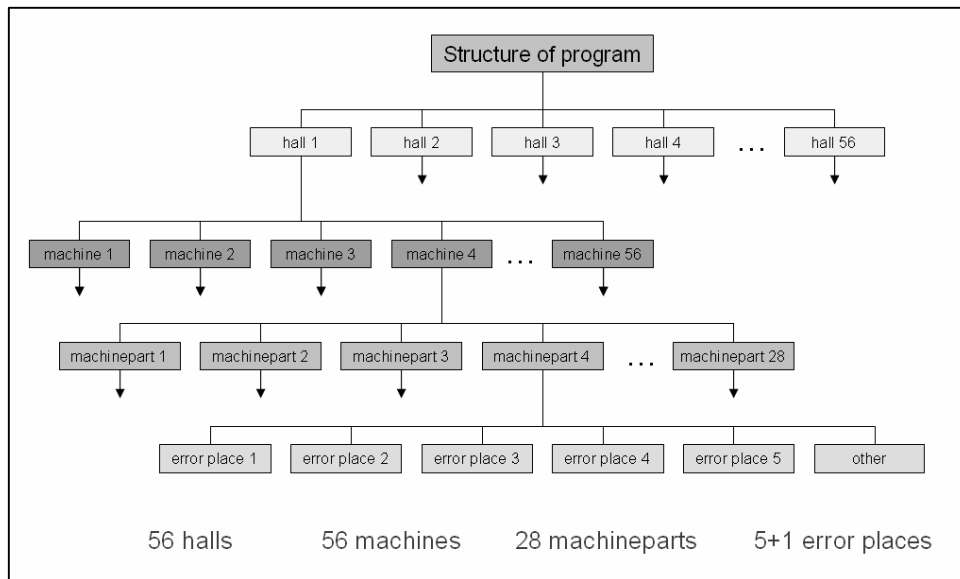 Structure of program
hall 1 hall 2 hall 3 hall 4 ... hall 56
machine 1 machine 2 machine 3 machine 4 ... machine 56
machinepart 1 machinepart 2 machinepart 3 machinepart 4 ... machinepart 28
error place 1 error place 2 error place 3 error place 4 error place 5 other
56 halls 56 machines 28 machineparts 5+1 error places